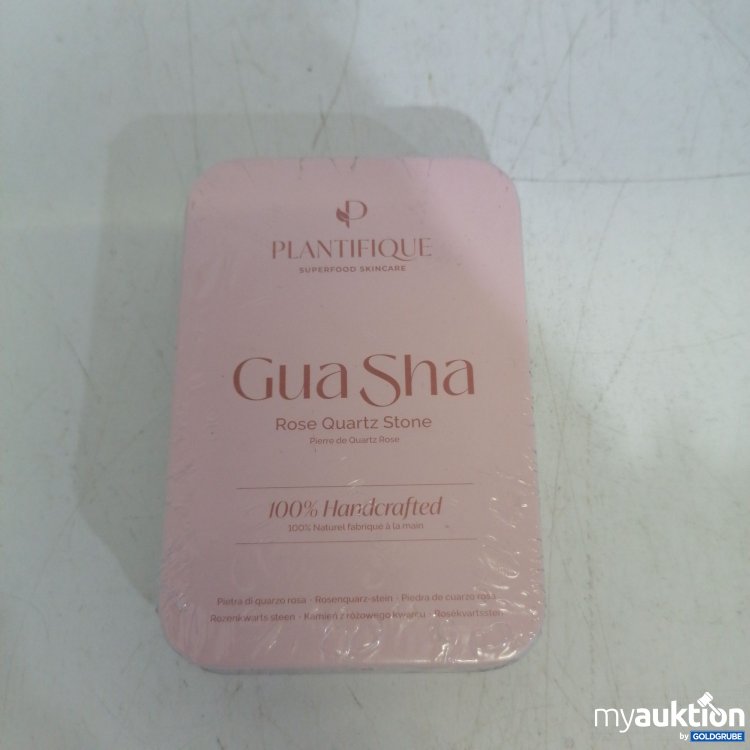 PLANTIFIQUE
SUPERFOOD SKINCARE
Gua Sha
Rose Quartz Stone
Pierre de Quartz Rose
100% Handcrafted
100% Naturel fabriqué à la main
Pietra di quarzo rosa · Rosenquarz-stein · Piedra de cuarzo rosa
Rozenkwarts steen · Kamień z różowego kwarcu · Rosékvartssten
myauktion
by GOLDGRUBE